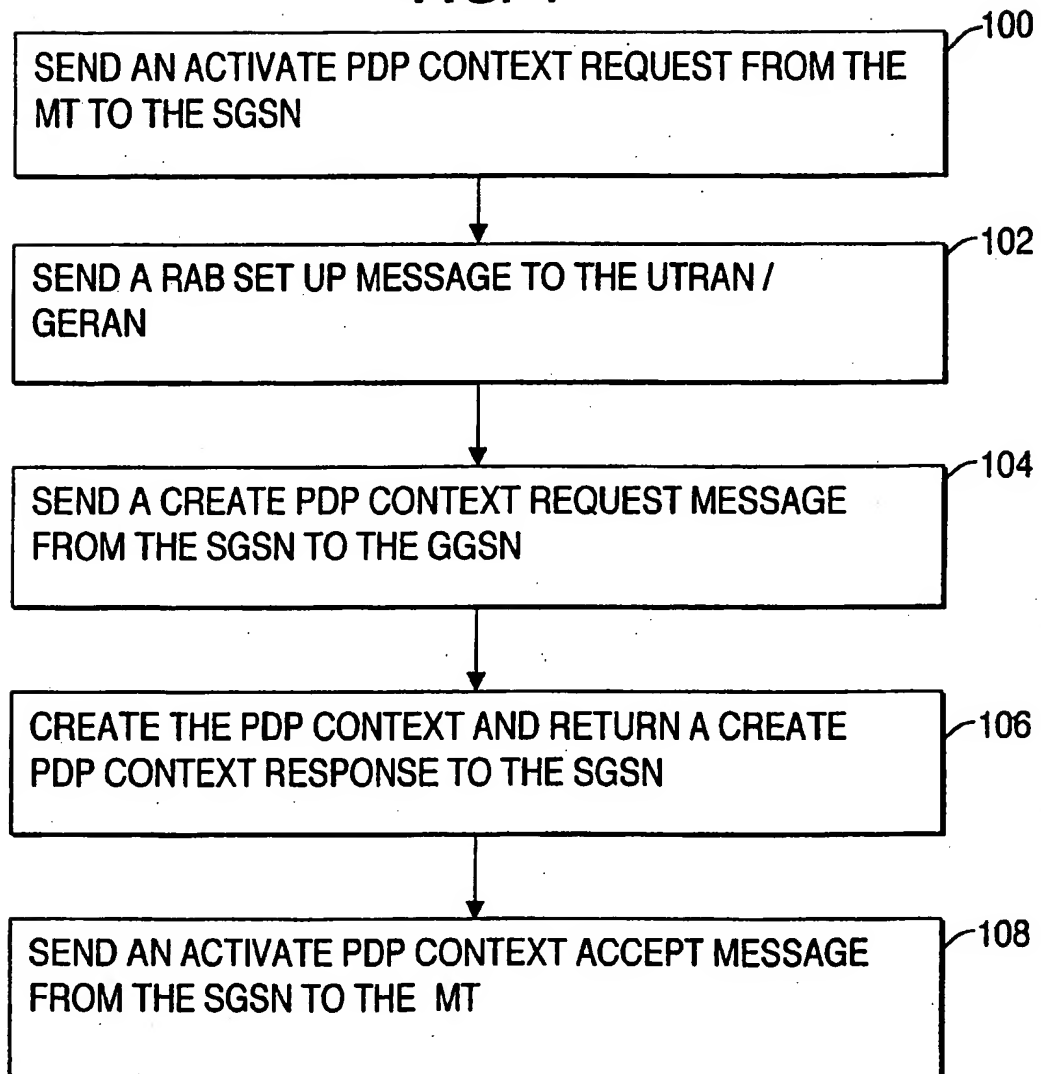 100
SEND AN ACTIVATE PDP CONTEXT REQUEST FROM THE
MT TO THE SGSN
102
SEND A RAB SET UP MESSAGE TO THE UTRAN /
GERAN
104
SEND A CREATE PDP CONTEXT REQUEST MESSAGE
FROM THE SGSN TO THE GGSN
106
CREATE THE PDP CONTEXT AND RETURN A CREATE
PDP CONTEXT RESPONSE TO THE SGSN
108
SEND AN ACTIVATE PDP CONTEXT ACCEPT MESSAGE
FROM THE SGSN TO THE MT